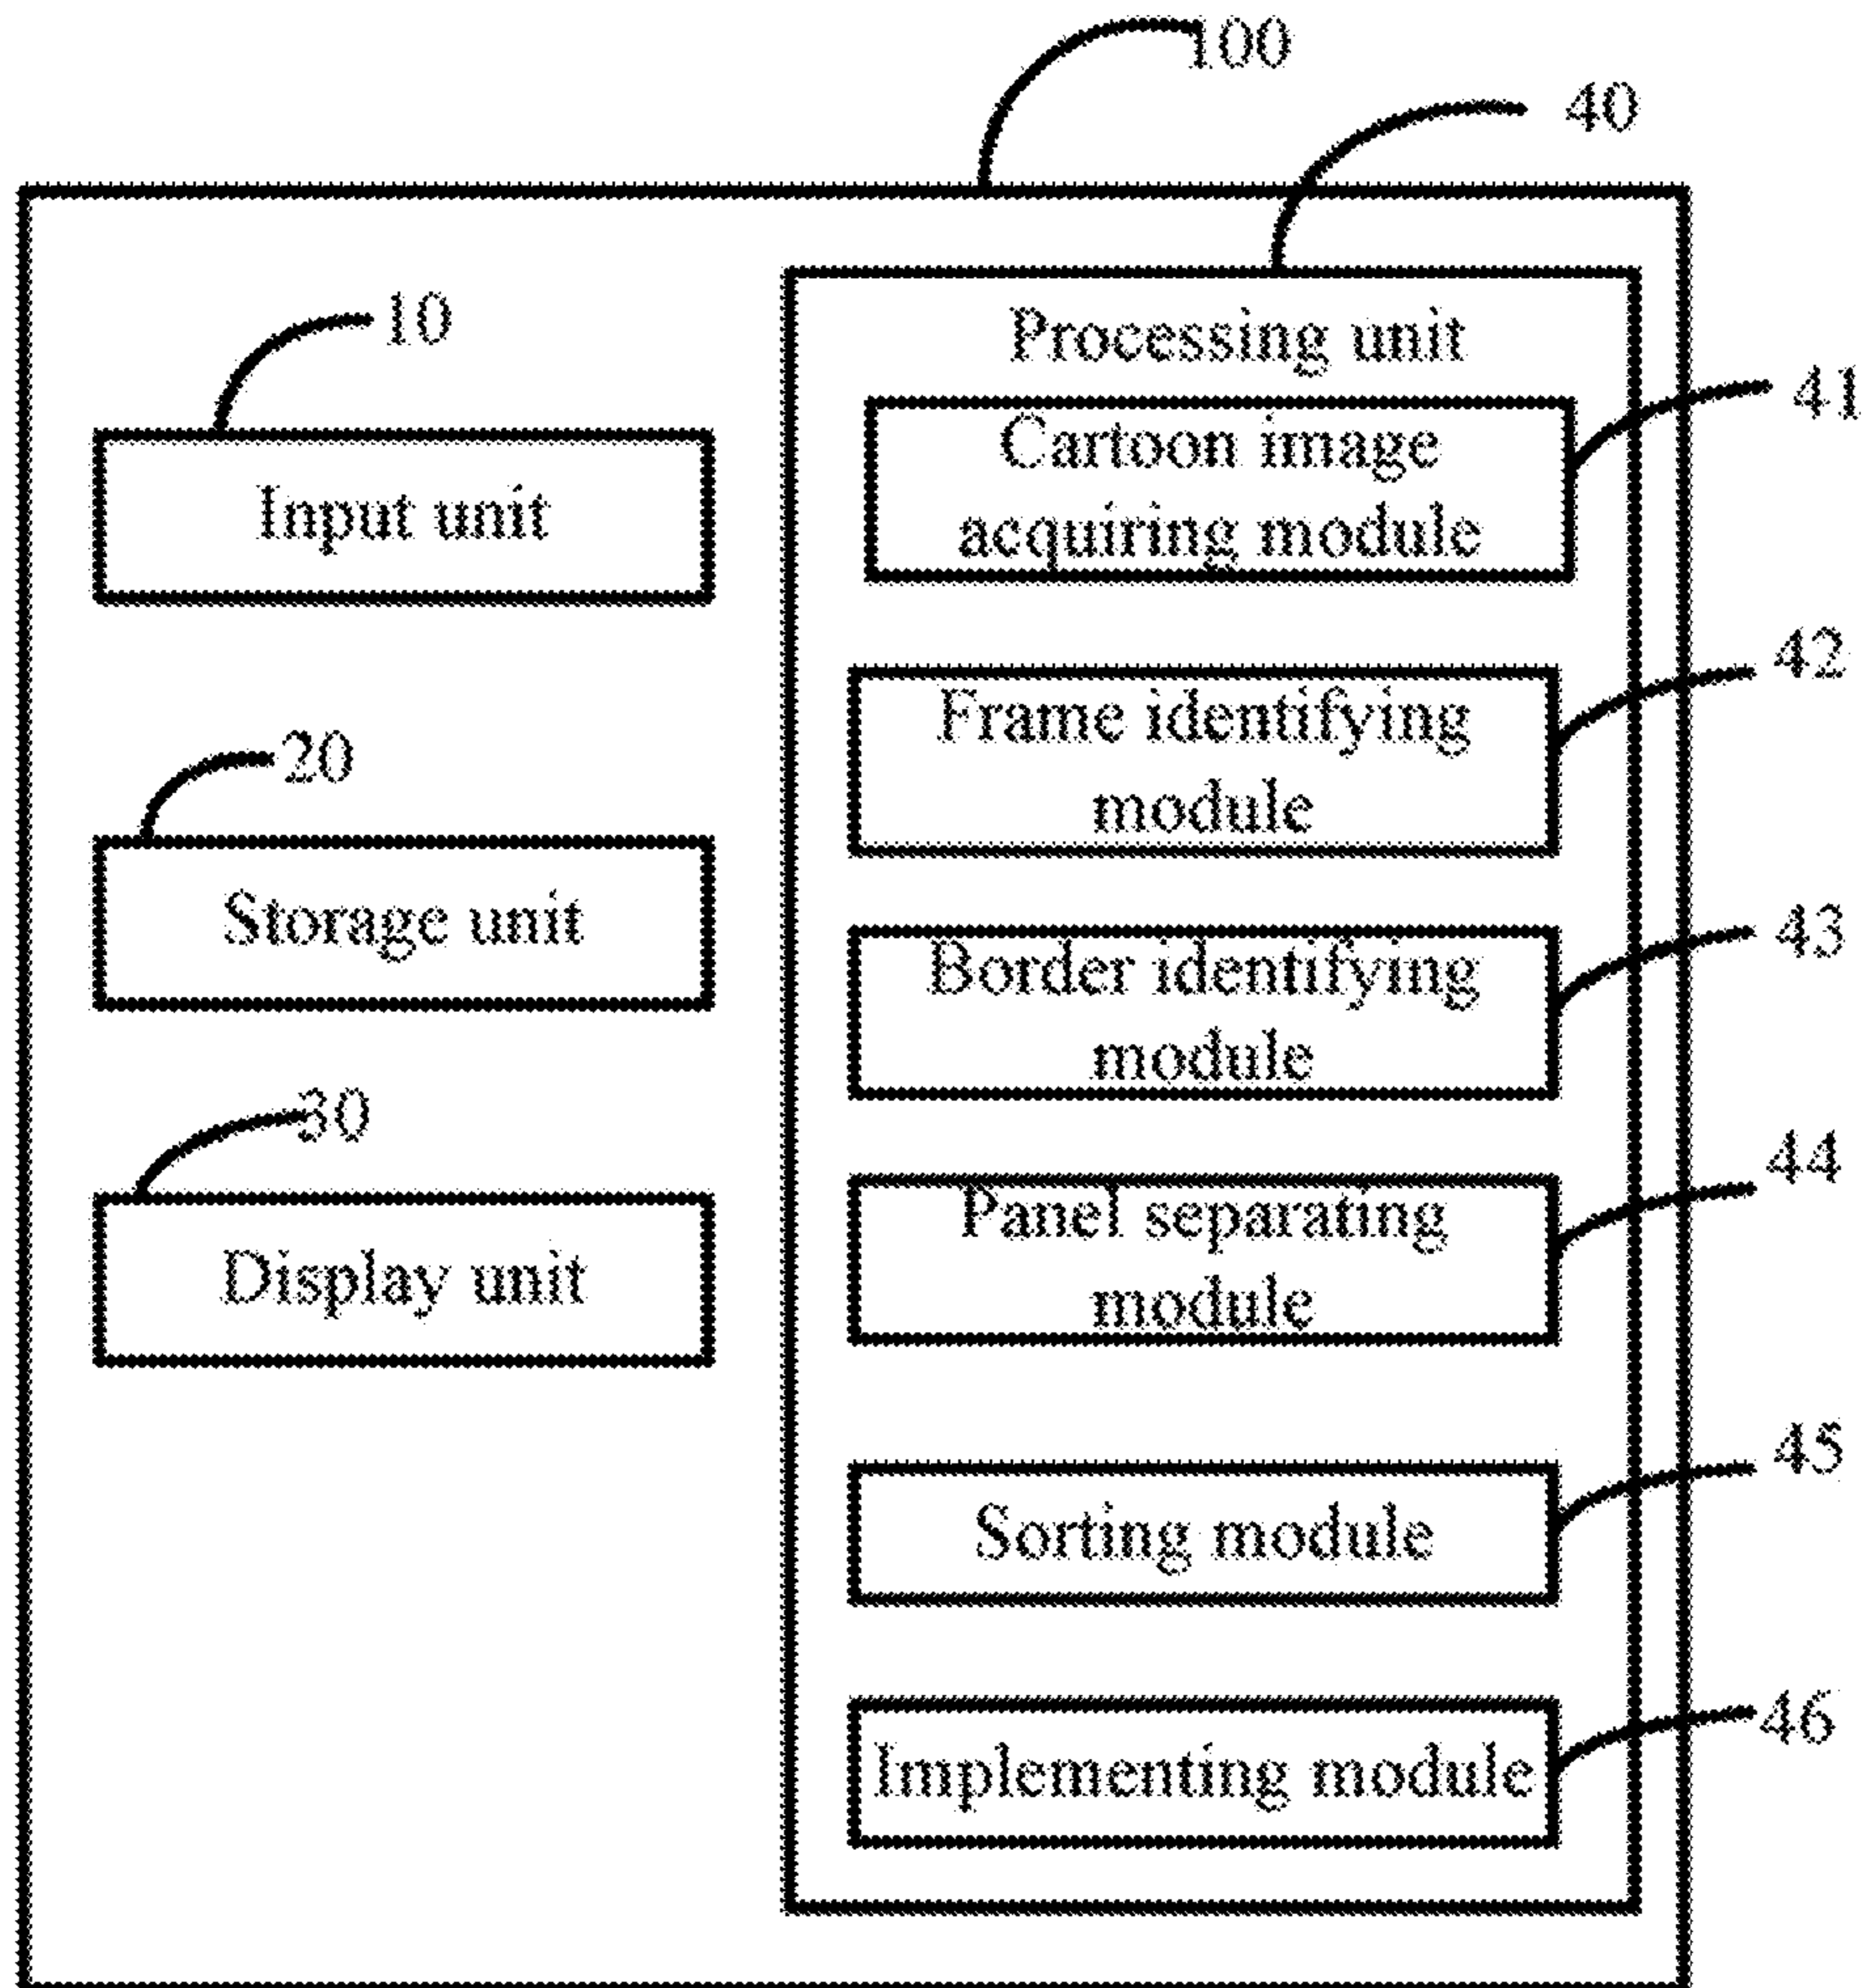 100
40
10
Input unit
20
Storage unit
30
Display unit
Processing unit
41
Cartoon image
acquiring module
42
Frame identifying
module
43
Border identifying
module
44
Panel separating
module
45
Sorting module
46
Implementing module